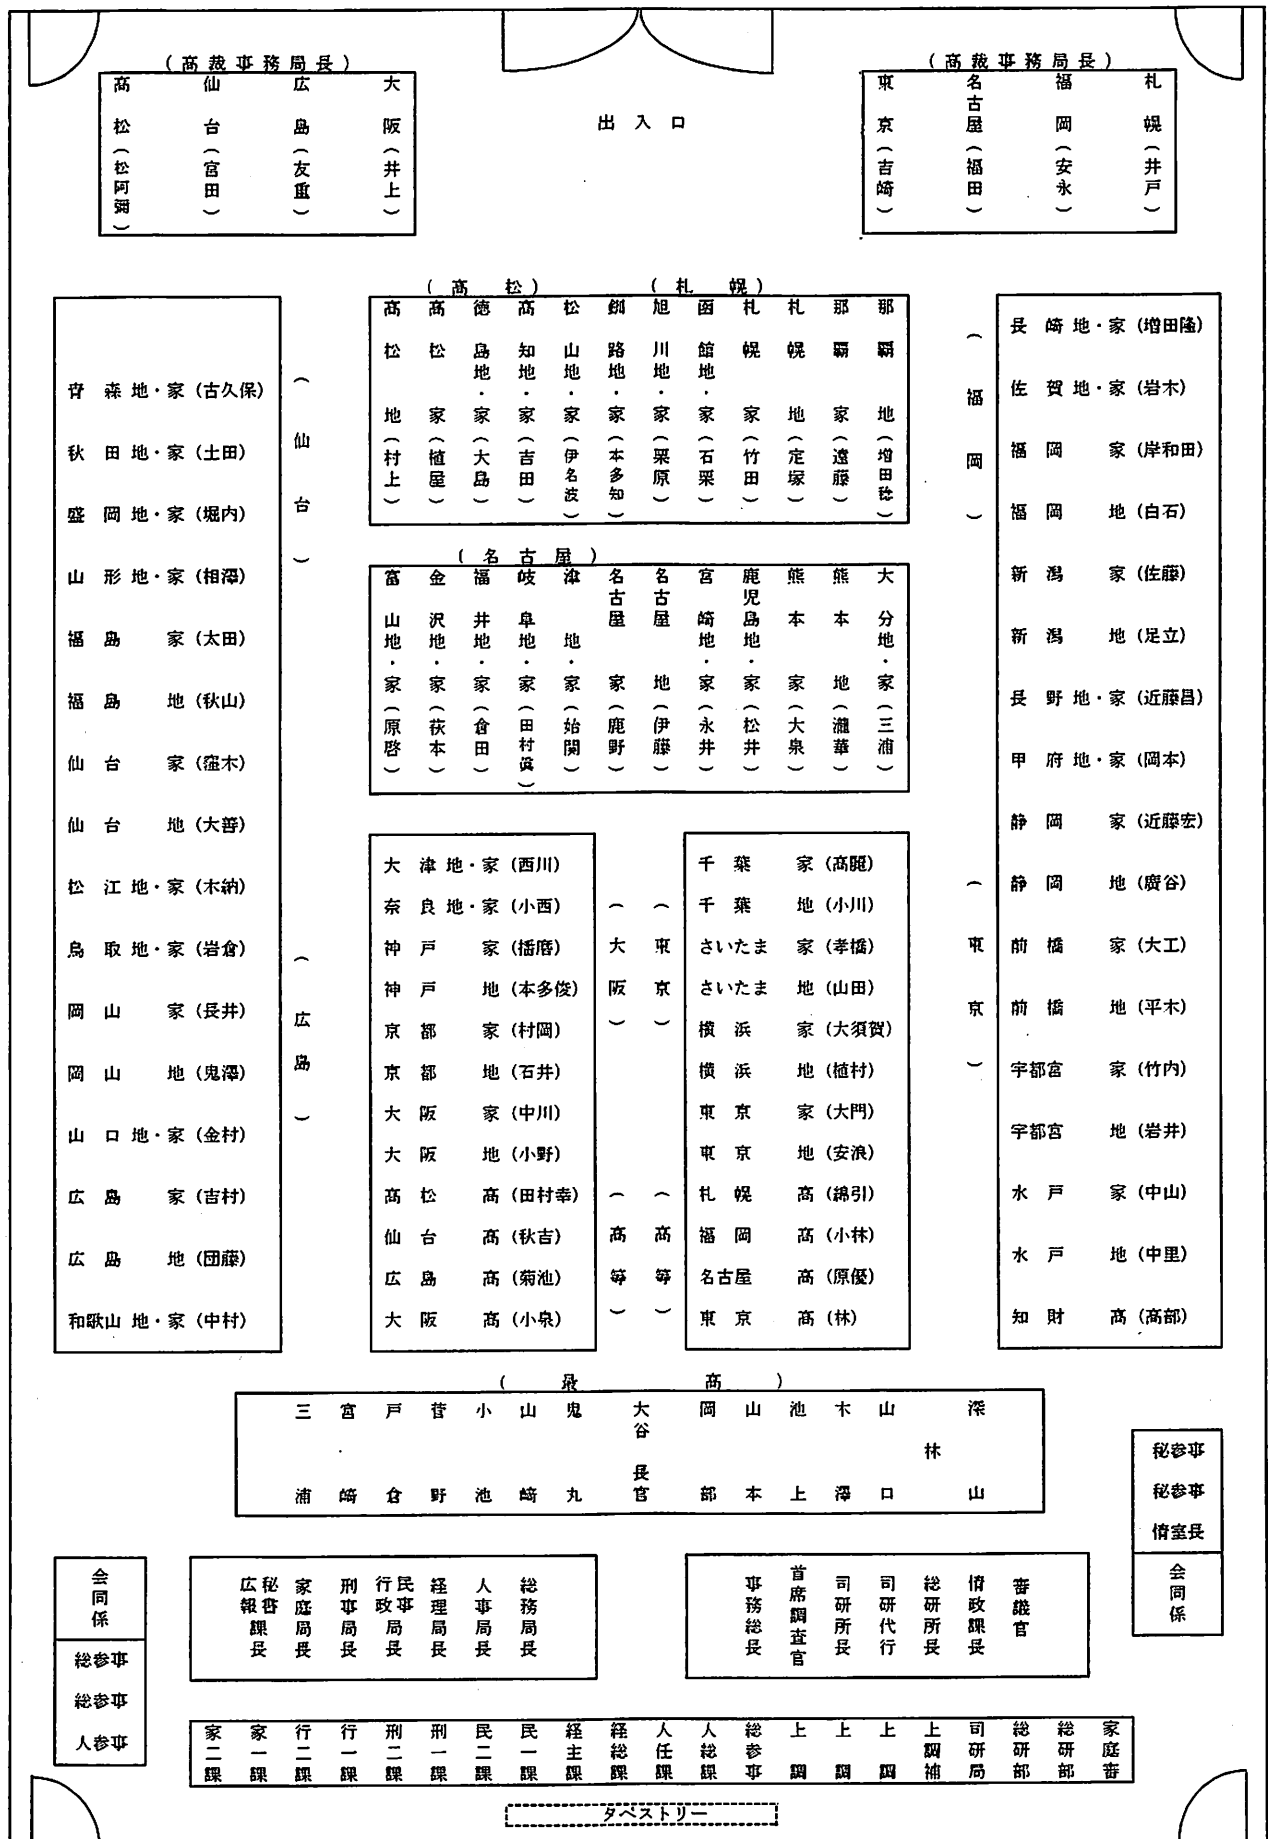 (高裁事務局長)
高松(松阿彌)
仙台(宮田)
広島(友重)
大阪(井上)
出入口
(高裁事務局長)
東京(吉崎)
名古屋(福田)
福岡(安永)
札幌(井戸)
(仙台)
青森地・家(古久保)
秋田地・家(土田)
盛岡地・家(堀内)
山形地・家(相澤)
福島家(太田)
福島地(秋山)
仙台家(窪木)
仙台地(大善)
(広島)
松江地・家(木納)
鳥取地・家(岩倉)
岡山家(長井)
岡山地(鬼澤)
山口地・家(金村)
広島家(吉村)
広島地(団藤)
和歌山地・家(中村)
(高松)
(札幌)
高松地(村上)
高松家(植屋)
徳島地・家(大島)
高知地・家(吉田)
松山地・家(伊名波)
釧路地・家(本多知)
旭川地・家(栗原)
函館地・家(石栗)
札幌家(竹田)
札幌地(定塚)
那覇家(遠藤)
那覇地(増田稔)
(名古屋)
富山地・家(原啓)
金沢地・家(荻本)
福井地・家(倉田)
岐阜地・家(田村眞)
津地・家(始関)
名古屋家(鹿野)
名古屋地(伊藤)
宮崎地・家(永井)
鹿児島地・家(松井)
熊本家(大泉)
熊本地(瀧華)
大分地・家(三浦)
(福岡)
長崎地・家(増田隆)
佐賀地・家(岩木)
福岡家(岸和田)
福岡地(白石)
新潟家(佐藤)
新潟地(足立)
長野地・家(近藤昌)
甲府地・家(岡本)
静岡家(近藤宏)
静岡地(廣谷)
(東京)
前橋家(大工)
前橋地(平木)
宇都宮家(竹内)
宇都宮地(岩井)
水戸家(中山)
水戸地(中里)
知財高(高部)
大津地・家(西川)
奈良地・家(小西)
神戸家(播磨)
神戸地(本多俊)
京都家(村岡)
京都地(石井)
大阪家(中川)
大阪地(小野)
高松高(田村幸)
仙台高(秋吉)
広島高(菊池)
大阪高(小泉)
(大阪)
(東京)
(高等)
(高等)
千葉家(高麗)
千葉地(小川)
さいたま家(孝橋)
さいたま地(山田)
横浜家(大須賀)
横浜地(植村)
東京家(大門)
東京地(安浪)
札幌高(綿引)
福岡高(小林)
名古屋高(原優)
東京高(林)
(最高)
三浦
宮崎
戸倉
菅野
小池
山崎
鬼丸
大谷長官
岡部
山本
池上
木澤
山口
林
深山
秘参事
秘参事
情室長
会同係
会同係
総参事
総参事
人参事
秘書
広報課長
家庭局長
刑事局長
民事
行政局長
経理局長
人事局長
総務局長
事務総長
首席調査官
司研所長
司研代行
総研所長
情政課長
審議官
家二課
家一課
行二課
行一課
刑二課
刑一課
民二課
民一課
経主課
経総課
人任課
人総課
総参事
上調
上調
上調
上調補
司研局
総研部
総研部
家庭審
タペストリー